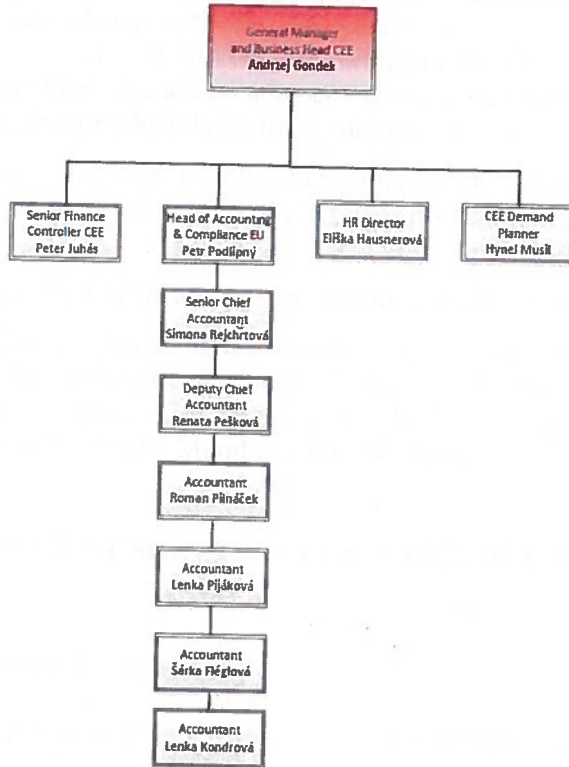 General Manager
and Business Head CEE
Andrzej Gondek
Senior Finance
Controller CEE
Peter Juhás
Head of Accounting
& Compliance EU
Petr Podlipný
HR Director
Eliška Hausnerová
CEE Demand
Planner
Hynel Musil
Senior Chief
Accountant
Simona Rejchrtová
Deputy Chief
Accountant
Renata Pešková
Accountant
Roman Pilnáček
Accountant
Lenka Pijáková
Accountant
Šárka Fléglová
Accountant
Lenka Kondrová